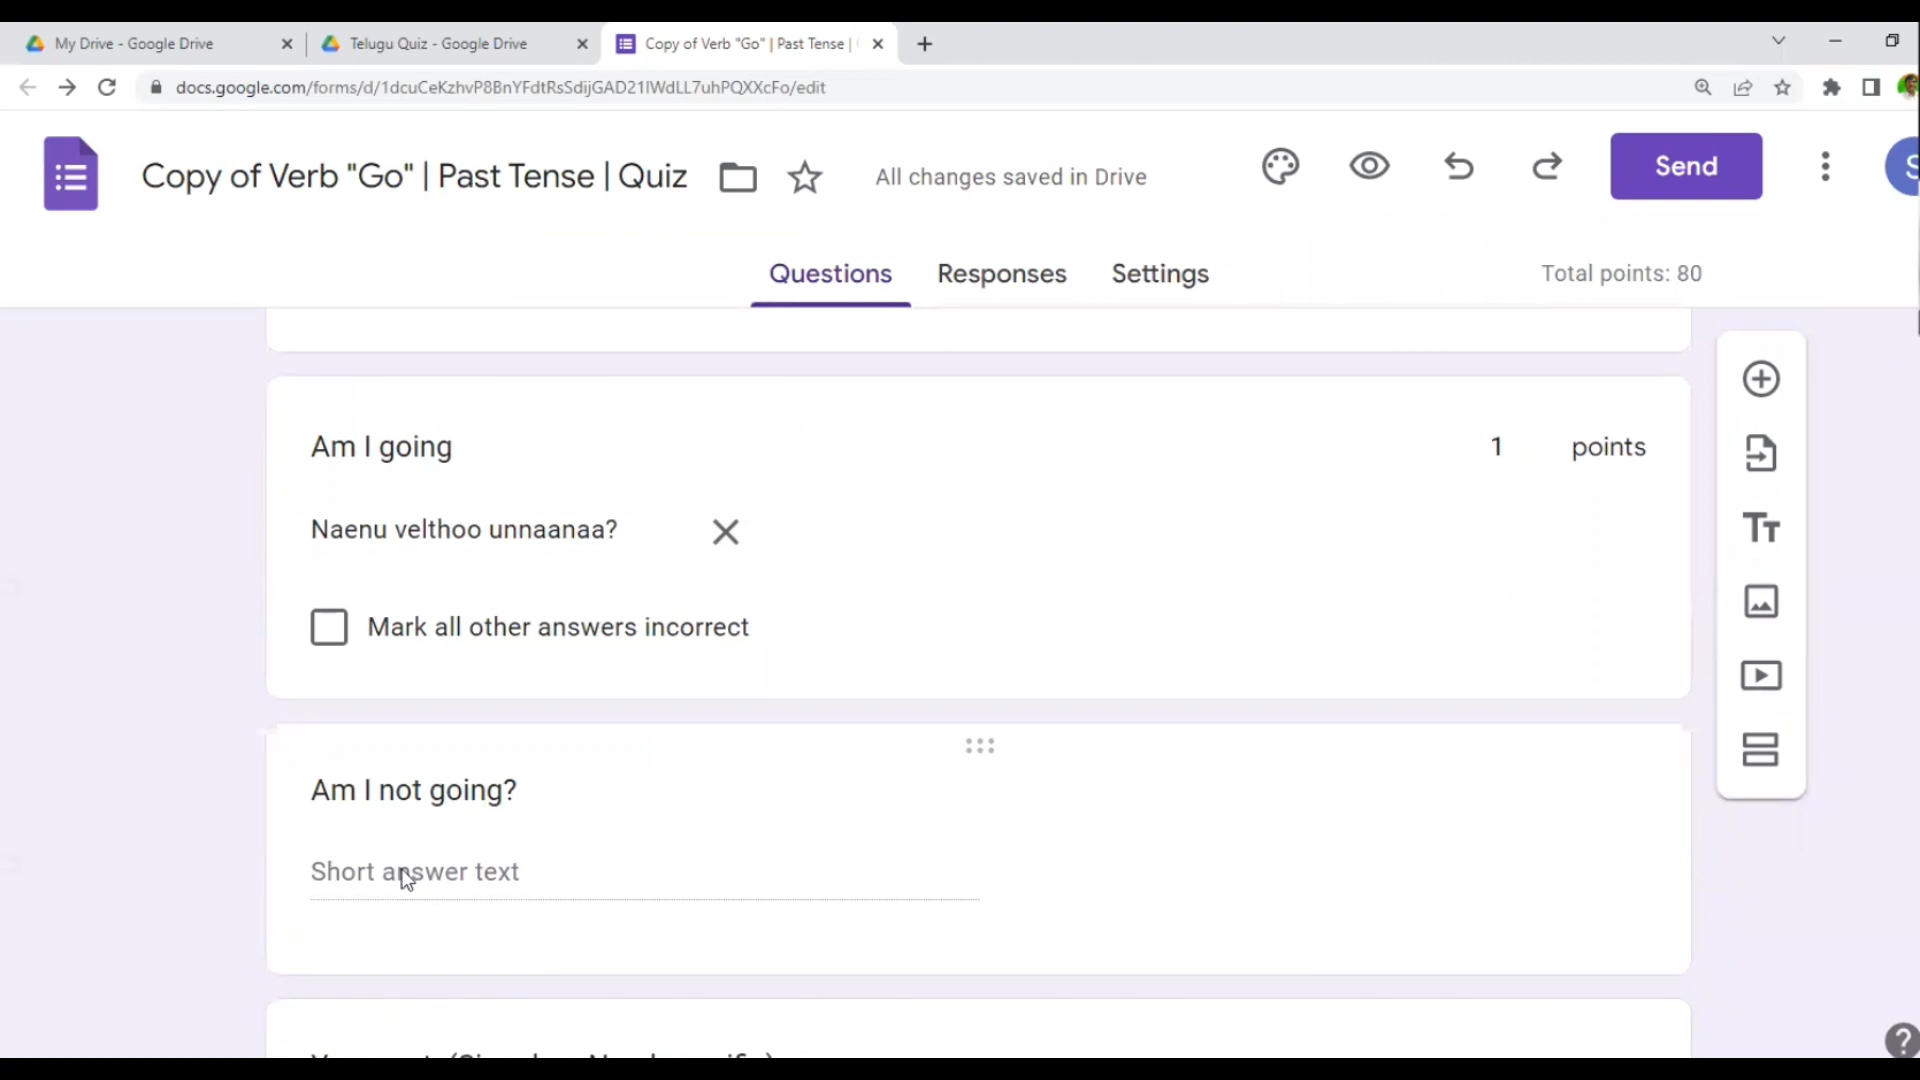 My Drive - Google Drive
Telugu Quiz - Google Drive
Copy of Verb "Go" | Past Tense |
docs.google.com/forms/d/1dcuCeKzhvP8BnYFdtRsSdijGAD21lWdLL7uhPQXXcFo/edit
Copy of Verb "Go" | Past Tense | Quiz
All changes saved in Drive
Send
S
Questions
Responses
Settings
Total points: 80
Am I going
1 points
Naenu velthoo unnaanaa?
Mark all other answers incorrect
Am I not going?
Short answer text